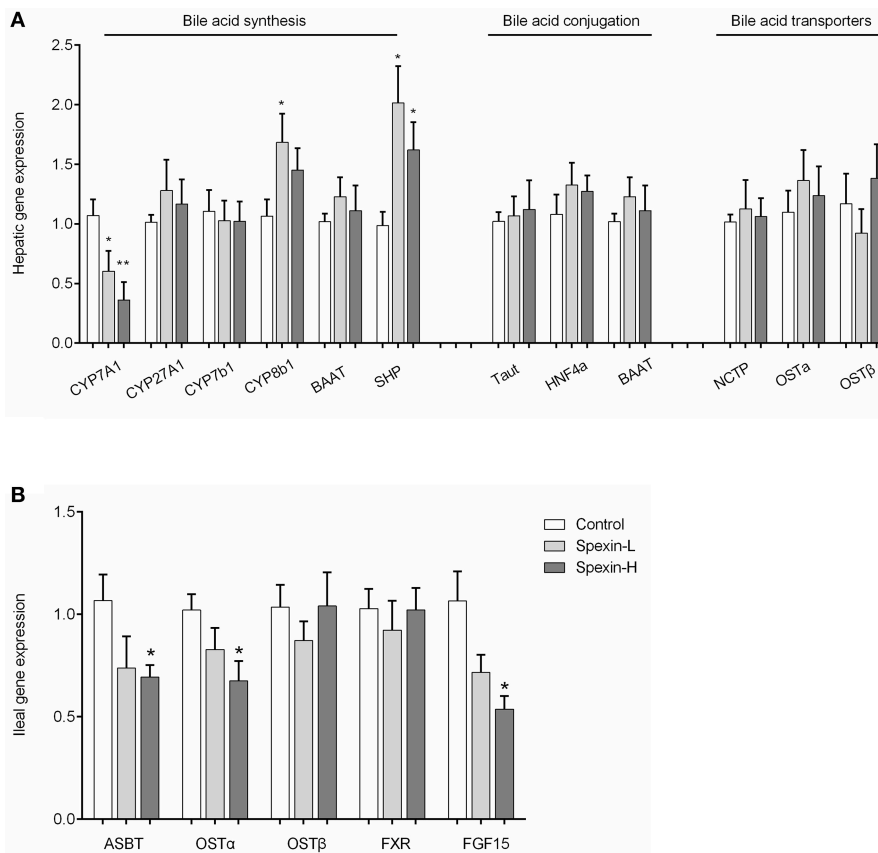 A
Bile acid synthesis
Bile acid conjugation
Bile acid transporters
Hepatic gene expression
2.5
2.0
1.5
1.0
0.5
0.0
*
**
*
*
*
CYP7A1
CYP27A1
CYP7b1
CYP8b1
BAAT
SHP
Taut
HNF4a
BAAT
NCTP
OSTa
OSTβ
B
Ileal gene expression
1.5
1.0
0.5
0.0
Control
Spexin-L
Spexin-H
*
*
*
ASBT
OSTα
OSTβ
FXR
FGF15